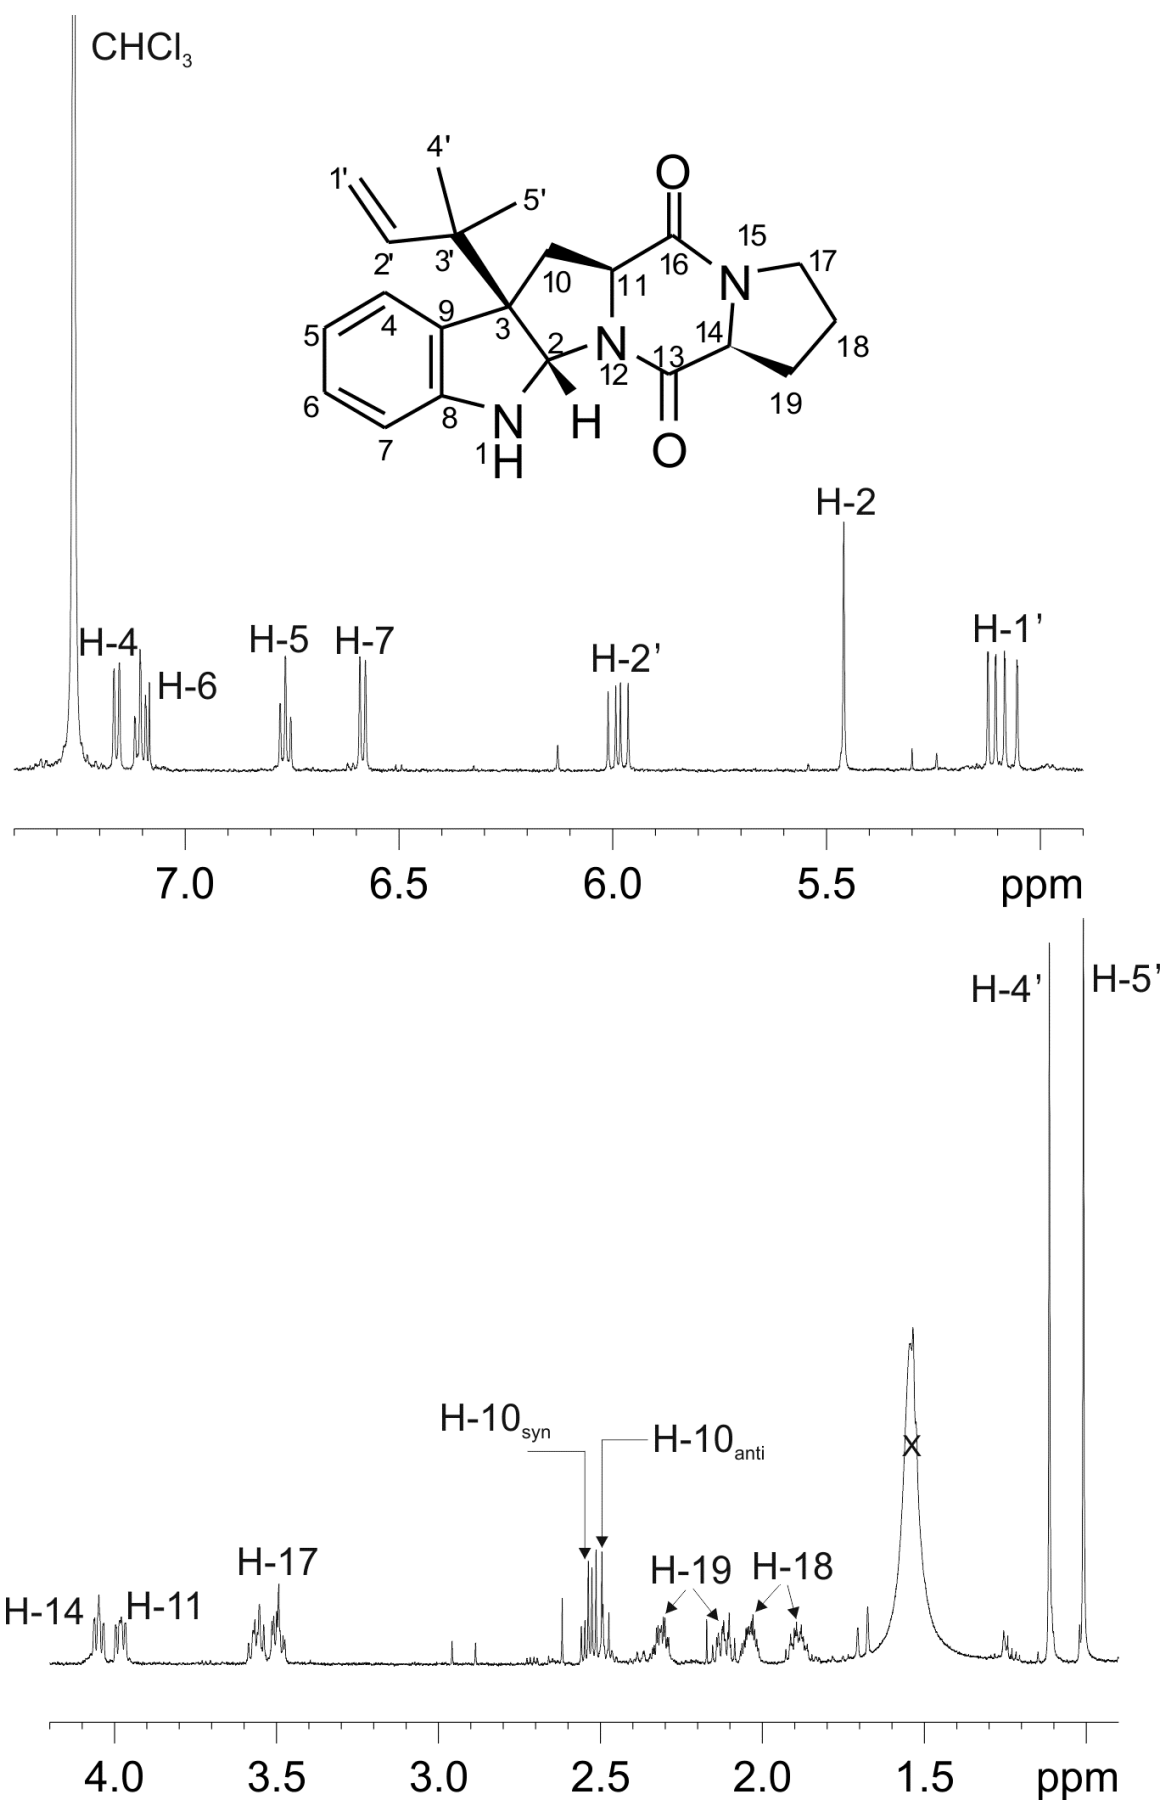 CHCl₃
4'
1'
5'
O
2'
3'
10
16
15
17
11
N
9
3
4
5
2
N
12
13
14
18
6
8
7
1
N
H
H
O
19
H-2
H-4
H-6
H-5
H-7
H-2’
H-1’
7.0 6.5 6.0 5.5 ppm
H-4’
H-5’
H-10syn
H-10anti
H-14
H-11
H-17
H-19
H-18
X
4.0 3.5 3.0 2.5 2.0 1.5 ppm